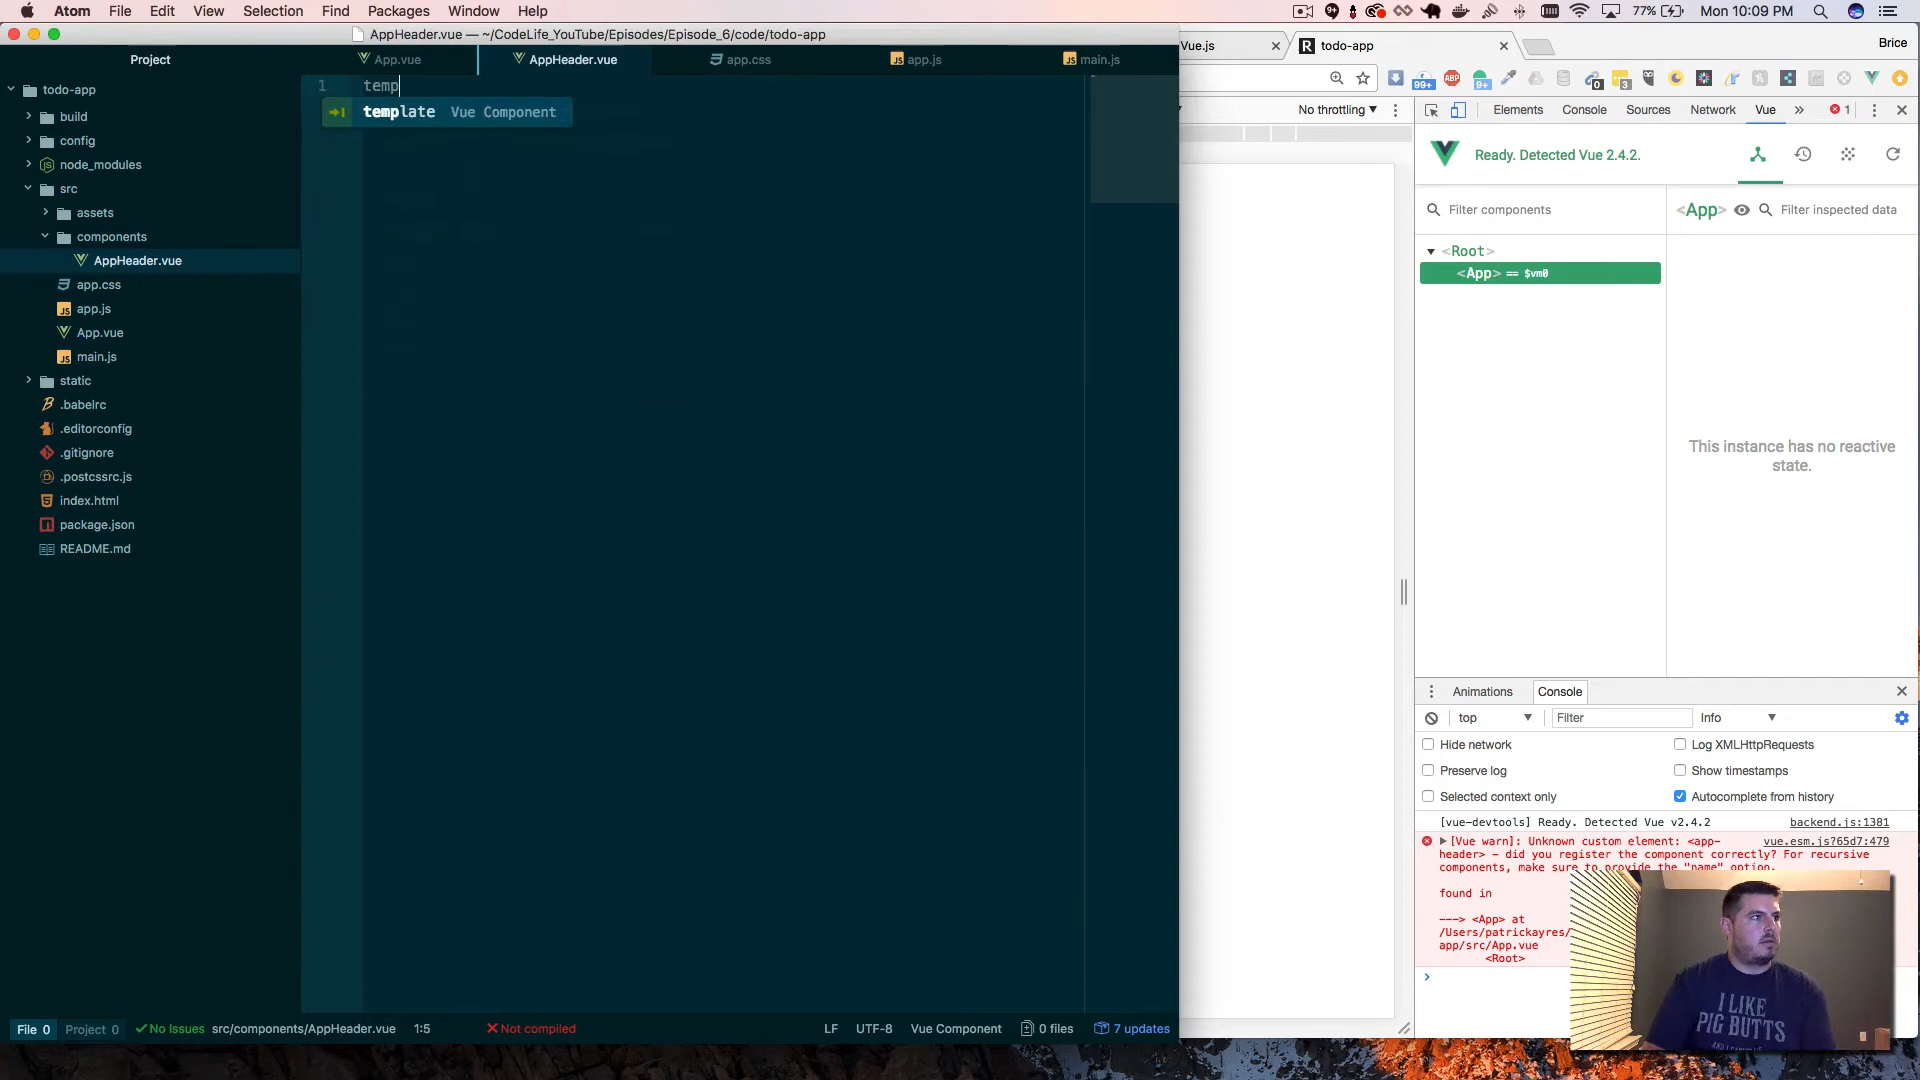 Atom File Edit View Selection Find Packages Window Help
9+ 77% Mon 10:09 PM
AppHeader.vue — ~/CodeLife_YouTube/Episodes/Episode_6/code/todo-app
Vue.js
todo-app
Brice
Project
App.vue
AppHeader.vue
app.css
app.js
main.js
99+ ABP 9+ 0 3
1 temp
template Vue Component
todo-app
build
config
node_modules
src
assets
components
AppHeader.vue
app.css
app.js
App.vue
main.js
static
.babelrc
.editorconfig
.gitignore
.postcssrc.js
index.html
package.json
README.md
No throttling
Elements Console Sources Network Vue 1
Ready. Detected Vue 2.4.2.
Filter components
<App> Filter inspected data
<Root>
<App> == $vm0
This instance has no reactive
state.
Animations Console
top Filter Info
Hide network Log XMLHttpRequests
Preserve log Show timestamps
Selected context only Autocomplete from history
[vue-devtools] Ready. Detected Vue v2.4.2 backend.js:1381
[Vue warn]: Unknown custom element: <app- vue.esm.js?65d7:479
header> - did you register the component correctly? For recursive
components, make sure to provide the "name" option.
found in
---> <App> at
/Users/patrickayres/
app/src/App.vue
<Root>
I LIKE
PIG BUTTS
File 0 Project 0 No Issues src/components/AppHeader.vue 1:5 Not compiled LF UTF-8 Vue Component 0 files 7 updates